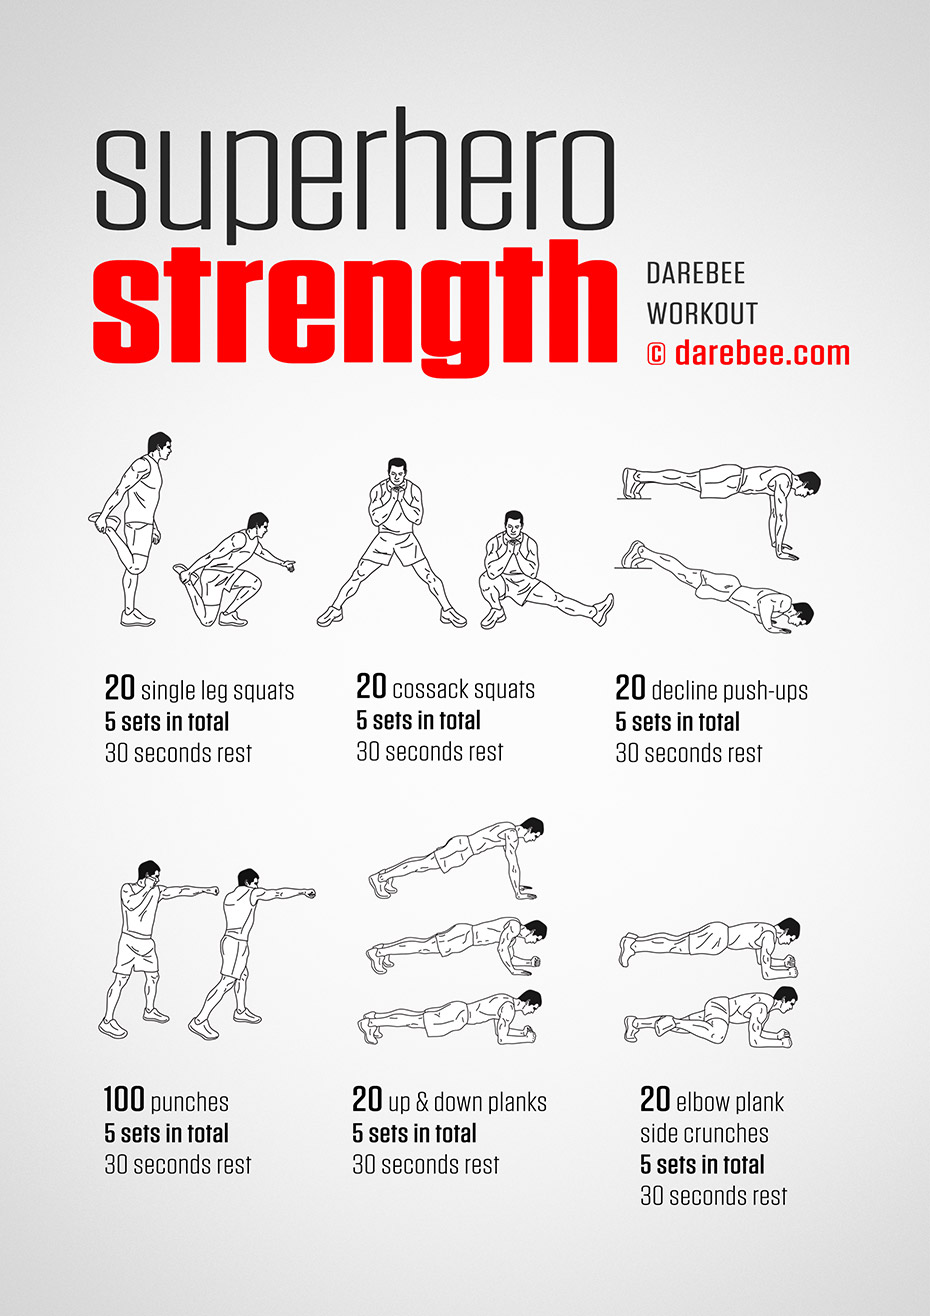 superhero
strength
DAREBEE
WORKOUT
© darebee.com
20 single leg squats
5 sets in total
30 seconds rest
20 cossack squats
5 sets in total
30 seconds rest
20 decline push-ups
5 sets in total
30 seconds rest
100 punches
5 sets in total
30 seconds rest
20 up & down planks
5 sets in total
30 seconds rest
20 elbow plank
side crunches
5 sets in total
30 seconds rest